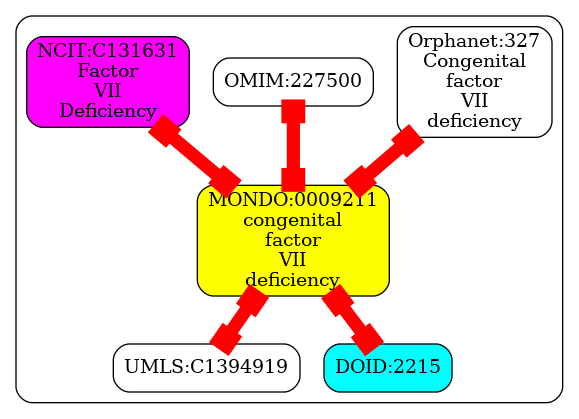 NCIT:C131631
Factor
VII
Deficiency
OMIM:227500
Orphanet:327
Congenital
factor
VII
deficiency
MONDO:0009211
congenital
factor
VII
deficiency
UMLS:C1394919
DOID:2215